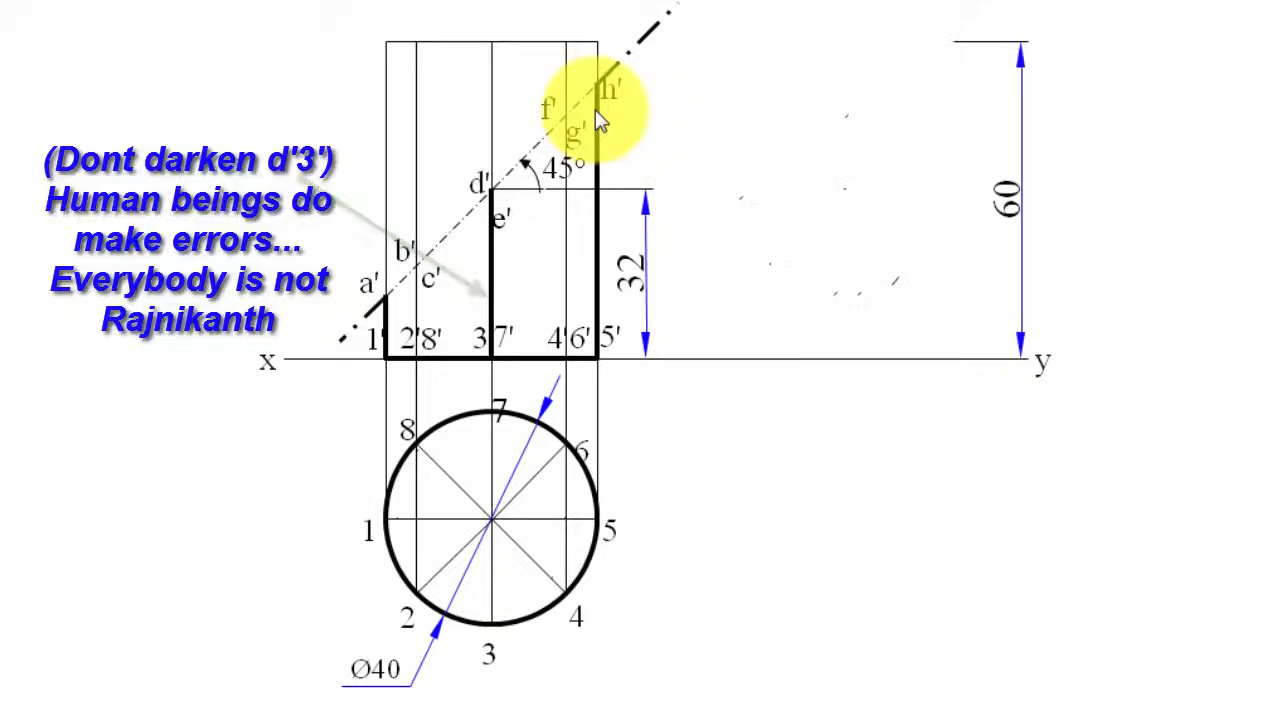 (Dont darken d'3')
Human beings do
make errors...
Everybody is not
Rajnikanth
h'
f'
g'
45°
d'
e'
b'
c'
a'
60
32
1' 2' 8' 3 7' 4' 6' 5'
x y
7
8
6
1 5
2 4
3
Ø40